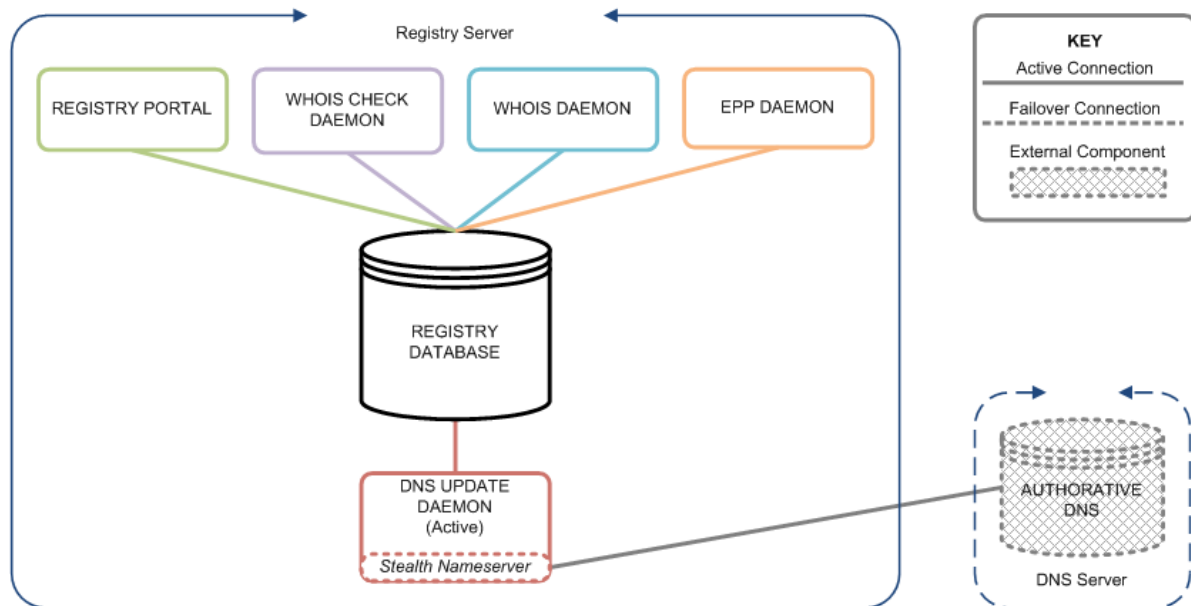 Registry Server
REGISTRY PORTAL
WHOIS CHECK
DAEMON
WHOIS DAEMON
EPP DAEMON
REGISTRY
DATABASE
DNS UPDATE
DAEMON
(Active)
Stealth Nameserver
KEY
Active Connection
Failover Connection
External Component
AUTHORATIVE
DNS
DNS Server